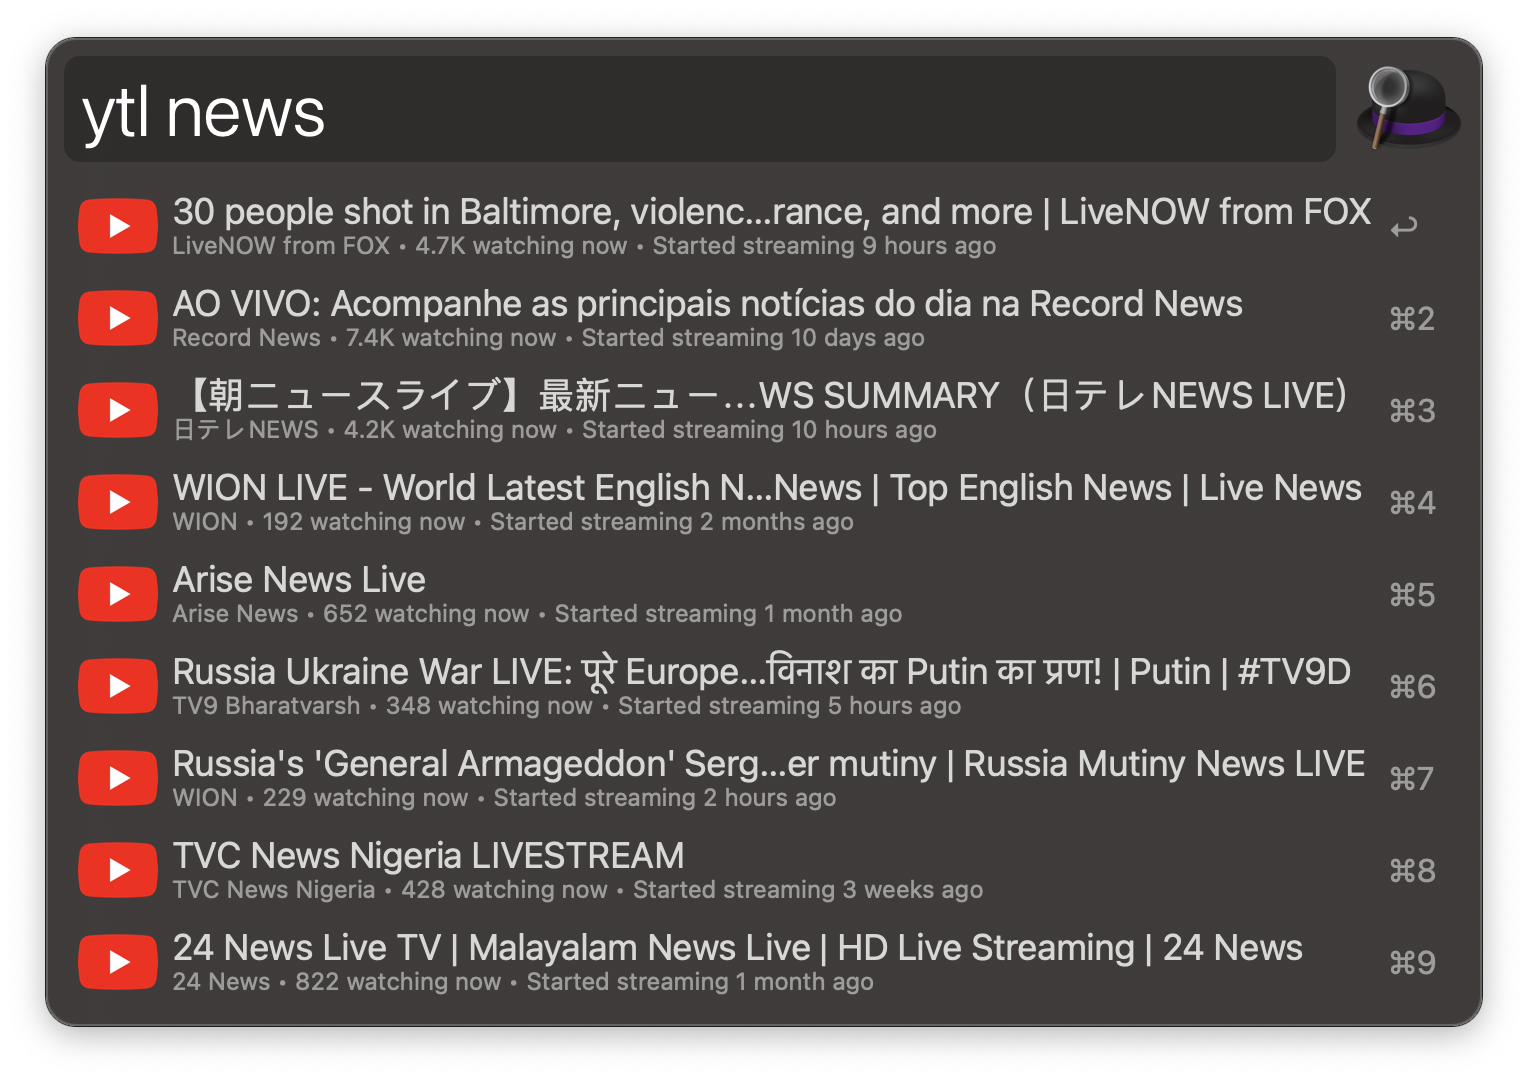 ytl news
30 people shot in Baltimore, violenc...rance, and more | LiveNOW from FOX ↩
LiveNOW from FOX • 4.7K watching now • Started streaming 9 hours ago
AO VIVO: Acompanhe as principais notícias do dia na Record News ⌘2
Record News • 7.4K watching now • Started streaming 10 days ago
【朝ニュースライブ】最新ニュー...WS SUMMARY（日テレNEWS LIVE） ⌘3
日テレNEWS • 4.2K watching now • Started streaming 10 hours ago
WION LIVE - World Latest English N...News | Top English News | Live News ⌘4
WION • 192 watching now • Started streaming 2 months ago
Arise News Live ⌘5
Arise News • 652 watching now • Started streaming 1 month ago
Russia Ukraine War LIVE: पूरे Europe...विनाश का Putin का प्रण! | Putin | #TV9D ⌘6
TV9 Bharatvarsh • 348 watching now • Started streaming 5 hours ago
Russia's 'General Armageddon' Serg...er mutiny | Russia Mutiny News LIVE ⌘7
WION • 229 watching now • Started streaming 2 hours ago
TVC News Nigeria LIVESTREAM ⌘8
TVC News Nigeria • 428 watching now • Started streaming 3 weeks ago
24 News Live TV | Malayalam News Live | HD Live Streaming | 24 News ⌘9
24 News • 822 watching now • Started streaming 1 month ago